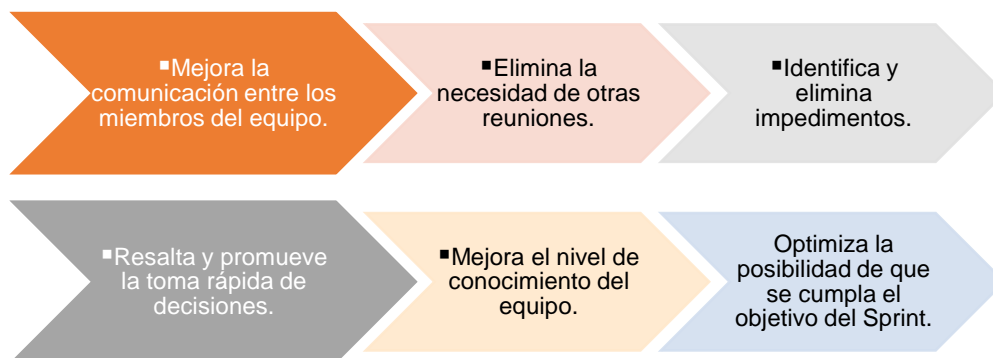 ▪Mejora la
comunicación entre los
miembros del equipo.
▪Elimina la
necesidad de otras
reuniones.
▪Identifica y
elimina
impedimentos.
▪Resalta y promueve
la toma rápida de
decisiones.
▪Mejora el nivel de
conocimiento del
equipo.
Optimiza la
posibilidad de que
se cumpla el
objetivo del Sprint.